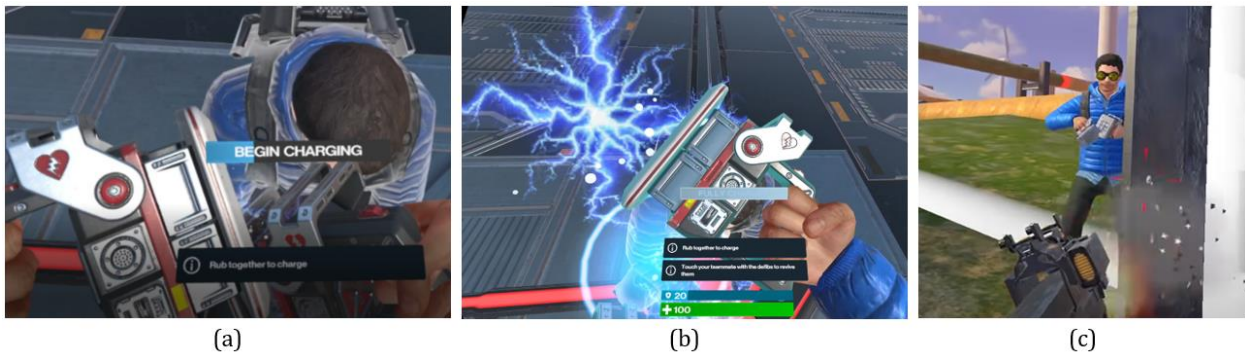 BEGIN CHARGING
Rub together to charge
Rub together to charge
Touch your teammate with the defibs to revive
them
20
100
(a)
(b)
(c)